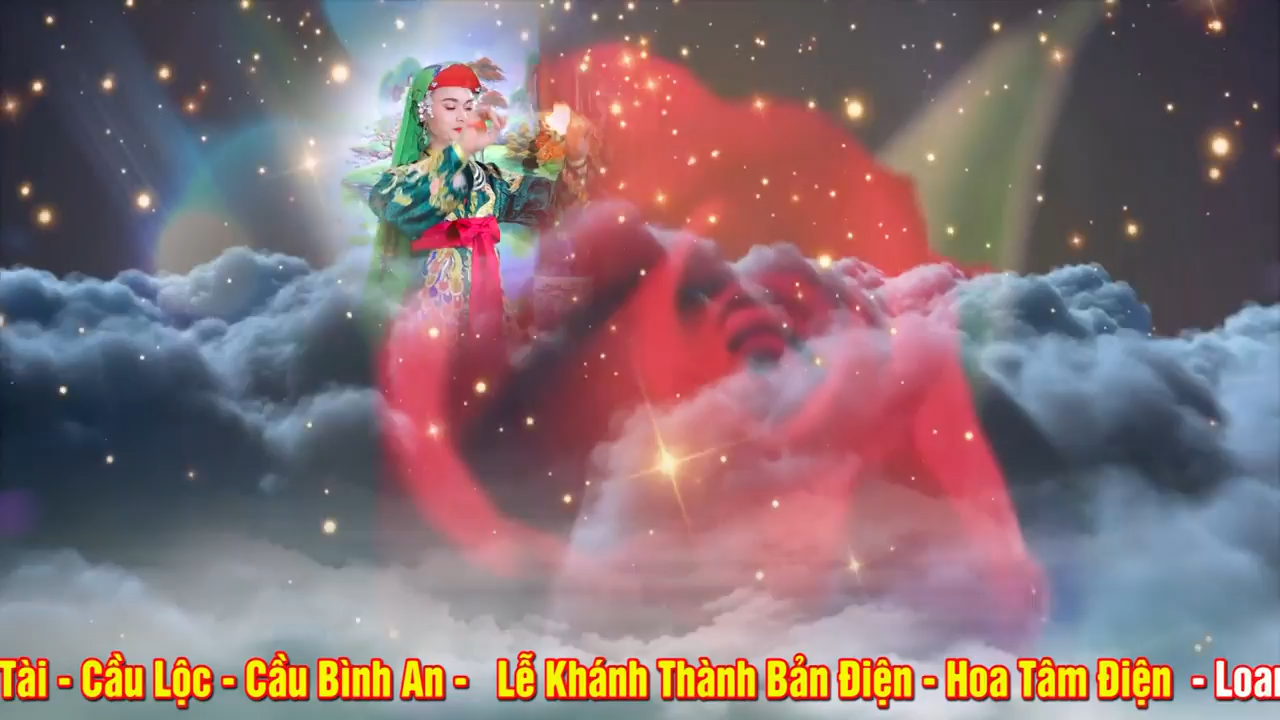 Tài - Cầu Lộc - Cầu Bình An - Lễ Khánh Thành Bản Điện - Hoa Tâm Điện - Loan